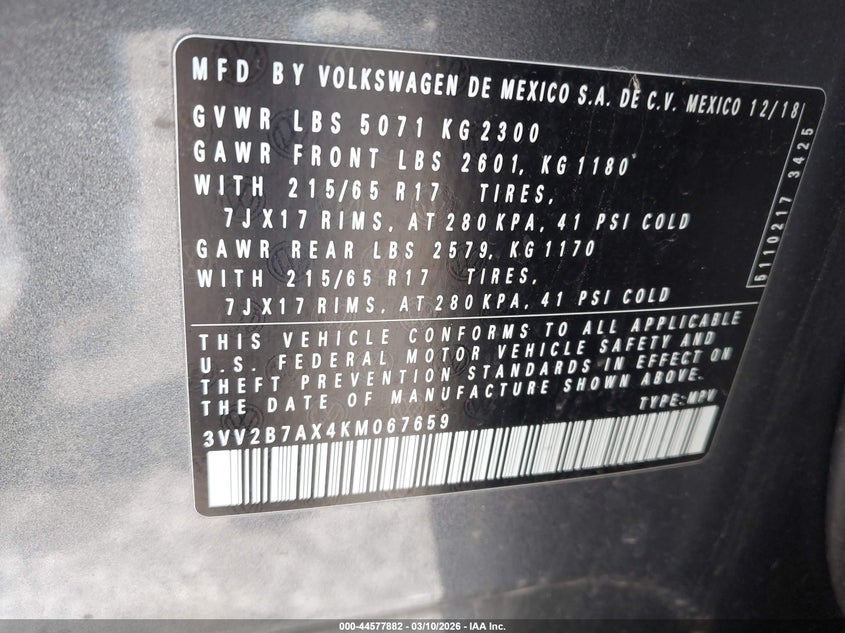 MFD BY VOLKSWAGEN DE MEXICO S.A. DE C.V. MEXICO 12/18
GVWR LBS 5071 KG 2300
GAWR FRONT LBS 2601, KG 1180
WITH 215/65 R17 TIRES,
7JX17 RIMS, AT 280 KPA, 41 PSI COLD
GAWR REAR LBS 2579, KG 1170
WITH 215/65 R17 TIRES,
7JX17 RIMS, AT 280 KPA, 41 PSI COLD
5110217 3425
THIS VEHICLE CONFORMS TO ALL APPLICABLE
U.S. FEDERAL MOTOR VEHICLE SAFETY AND
THEFT PREVENTION STANDARDS IN EFFECT ON
THE DATE OF MANUFACTURE SHOWN ABOVE.
TYPE: MPV
3VV2B7AX4KM067659
000-44577882 — 03/10/2026 — IAA Inc.